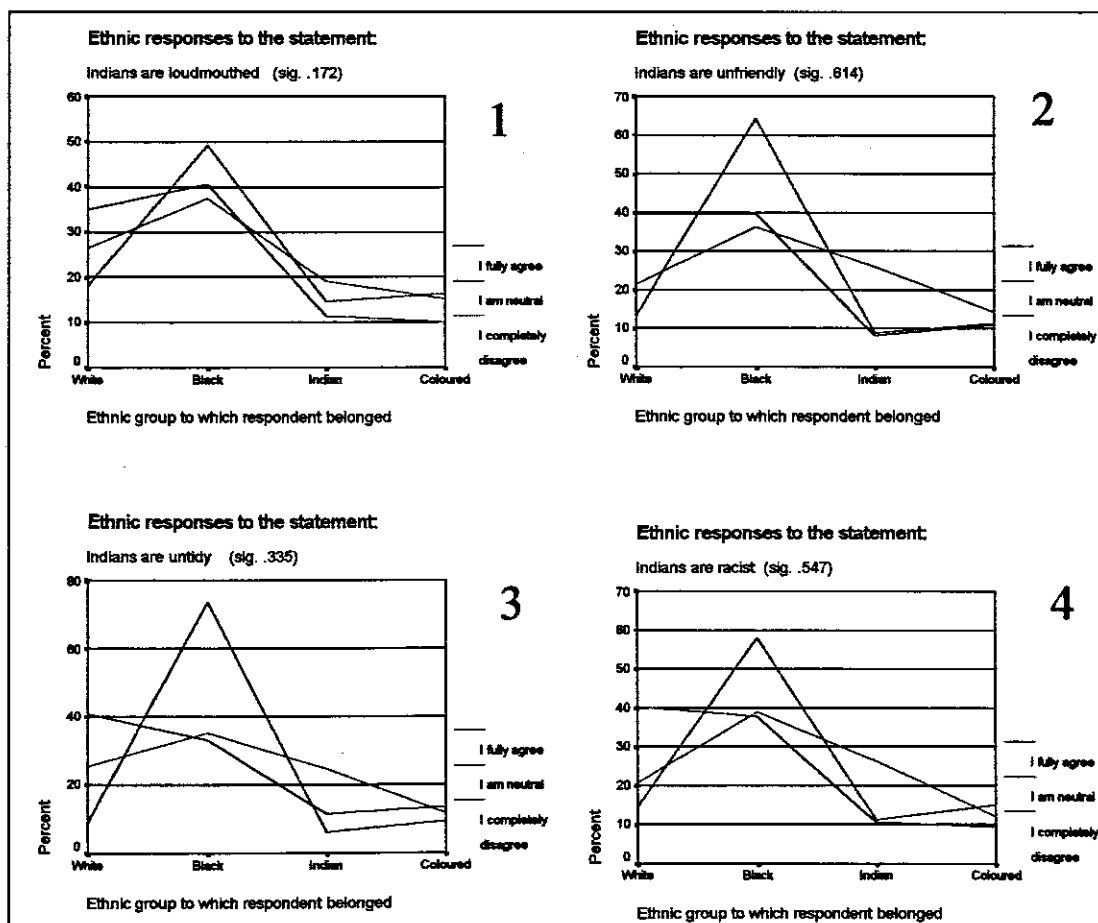 Ethnic responses to the statement:
Indians are loudmouthed (sig. .172)
1
60
50
40
30
20
10
0
Percent
White
Black
Indian
Coloured
I fully agree
I am neutral
I completely
disagree
Ethnic group to which respondent belonged
Ethnic responses to the statement:
Indians are unfriendly (sig. .614)
2
70
60
50
40
30
20
10
0
Percent
White
Black
Indian
Coloured
I fully agree
I am neutral
I completely
disagree
Ethnic group to which respondent belonged
Ethnic responses to the statement:
Indians are untidy (sig. .335)
3
80
60
40
20
0
Percent
White
Black
Indian
Coloured
I fully agree
I am neutral
I completely
disagree
Ethnic group to which respondent belonged
Ethnic responses to the statement:
Indians are racist (sig. .547)
4
70
60
50
40
30
20
10
0
Percent
White
Black
Indian
Coloured
I fully agree
I am neutral
I completely
disagree
Ethnic group to which respondent belonged